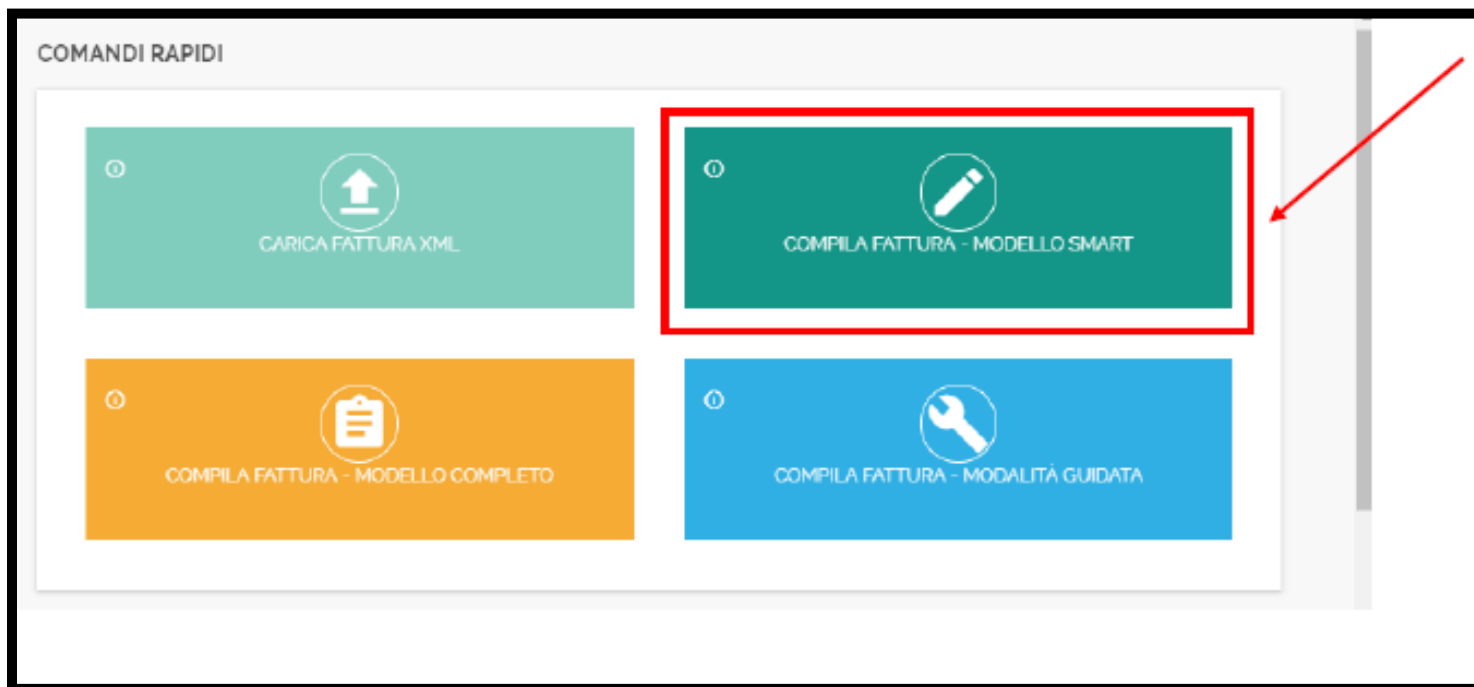 COMANDI RAPIDI
CARICA FATTURA XML
COMPILA FATTURA - MODELLO SMART
COMPILA FATTURA - MODELLO COMPLETO
COMPILA FATTURA - MODALITÀ GUIDATA